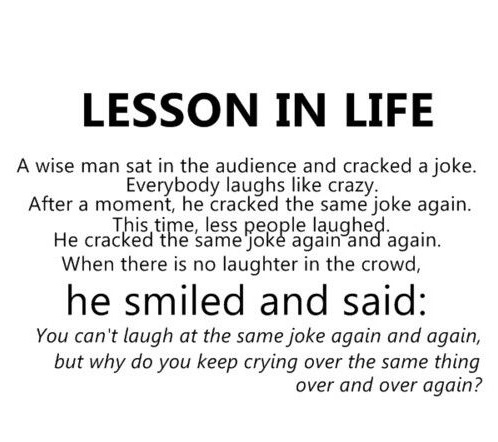 LESSON IN LIFE
A wise man sat in the audience and cracked a joke.
Everybody laughs like crazy.
After a moment, he cracked the same joke again.
This time, less people laughed.
He cracked the same joke again and again.
When there is no laughter in the crowd,
he smiled and said:
You can't laugh at the same joke again and again,
but why do you keep crying over the same thing
over and over again?